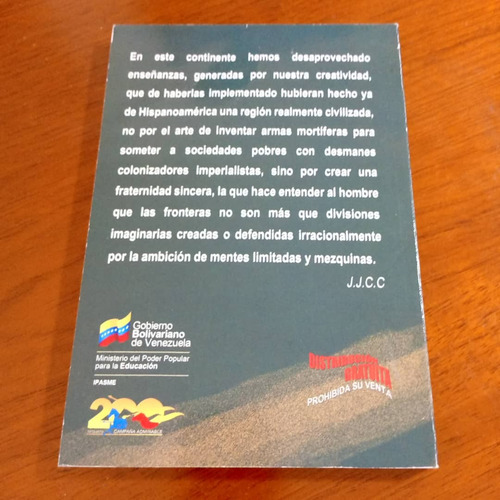 En este continente hemos desaprovechado
enseñanzas, generadas por nuestra creatividad,
que de haberlas implementado hubieran hecho ya
de Hispanoamérica una región realmente civilizada,
no por el arte de inventar armas mortíferas para
someter a sociedades pobres con desmanes
colonizadores imperialistas, sino por crear una
fraternidad sincera, la que hace entender al hombre
que las fronteras no son más que divisiones
imaginarias creadas o defendidas irracionalmente
por la ambición de mentes limitadas y mezquinas.
J.J.C.C
Gobierno
Bolivariano
de Venezuela
Ministerio del Poder Popular
para la Educación
IPASME
200
CAMPAÑA ADMIRABLE
DISTRIBUCIÓN
GRATUITA
PROHIBIDA SU VENTA